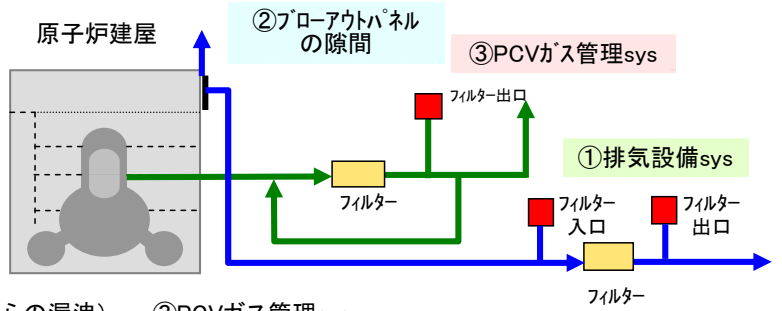 原子炉建屋
②ﾌﾞﾛｰｱｳﾄﾊﾟﾈﾙ
の隙間
③PCVｶﾞｽ管理sys
ﾌｨﾙﾀｰ出口
①排気設備sys
ﾌｨﾙﾀｰ
ﾌｨﾙﾀｰ
入口
ﾌｨﾙﾀｰ
出口
ﾌｨﾙﾀｰ